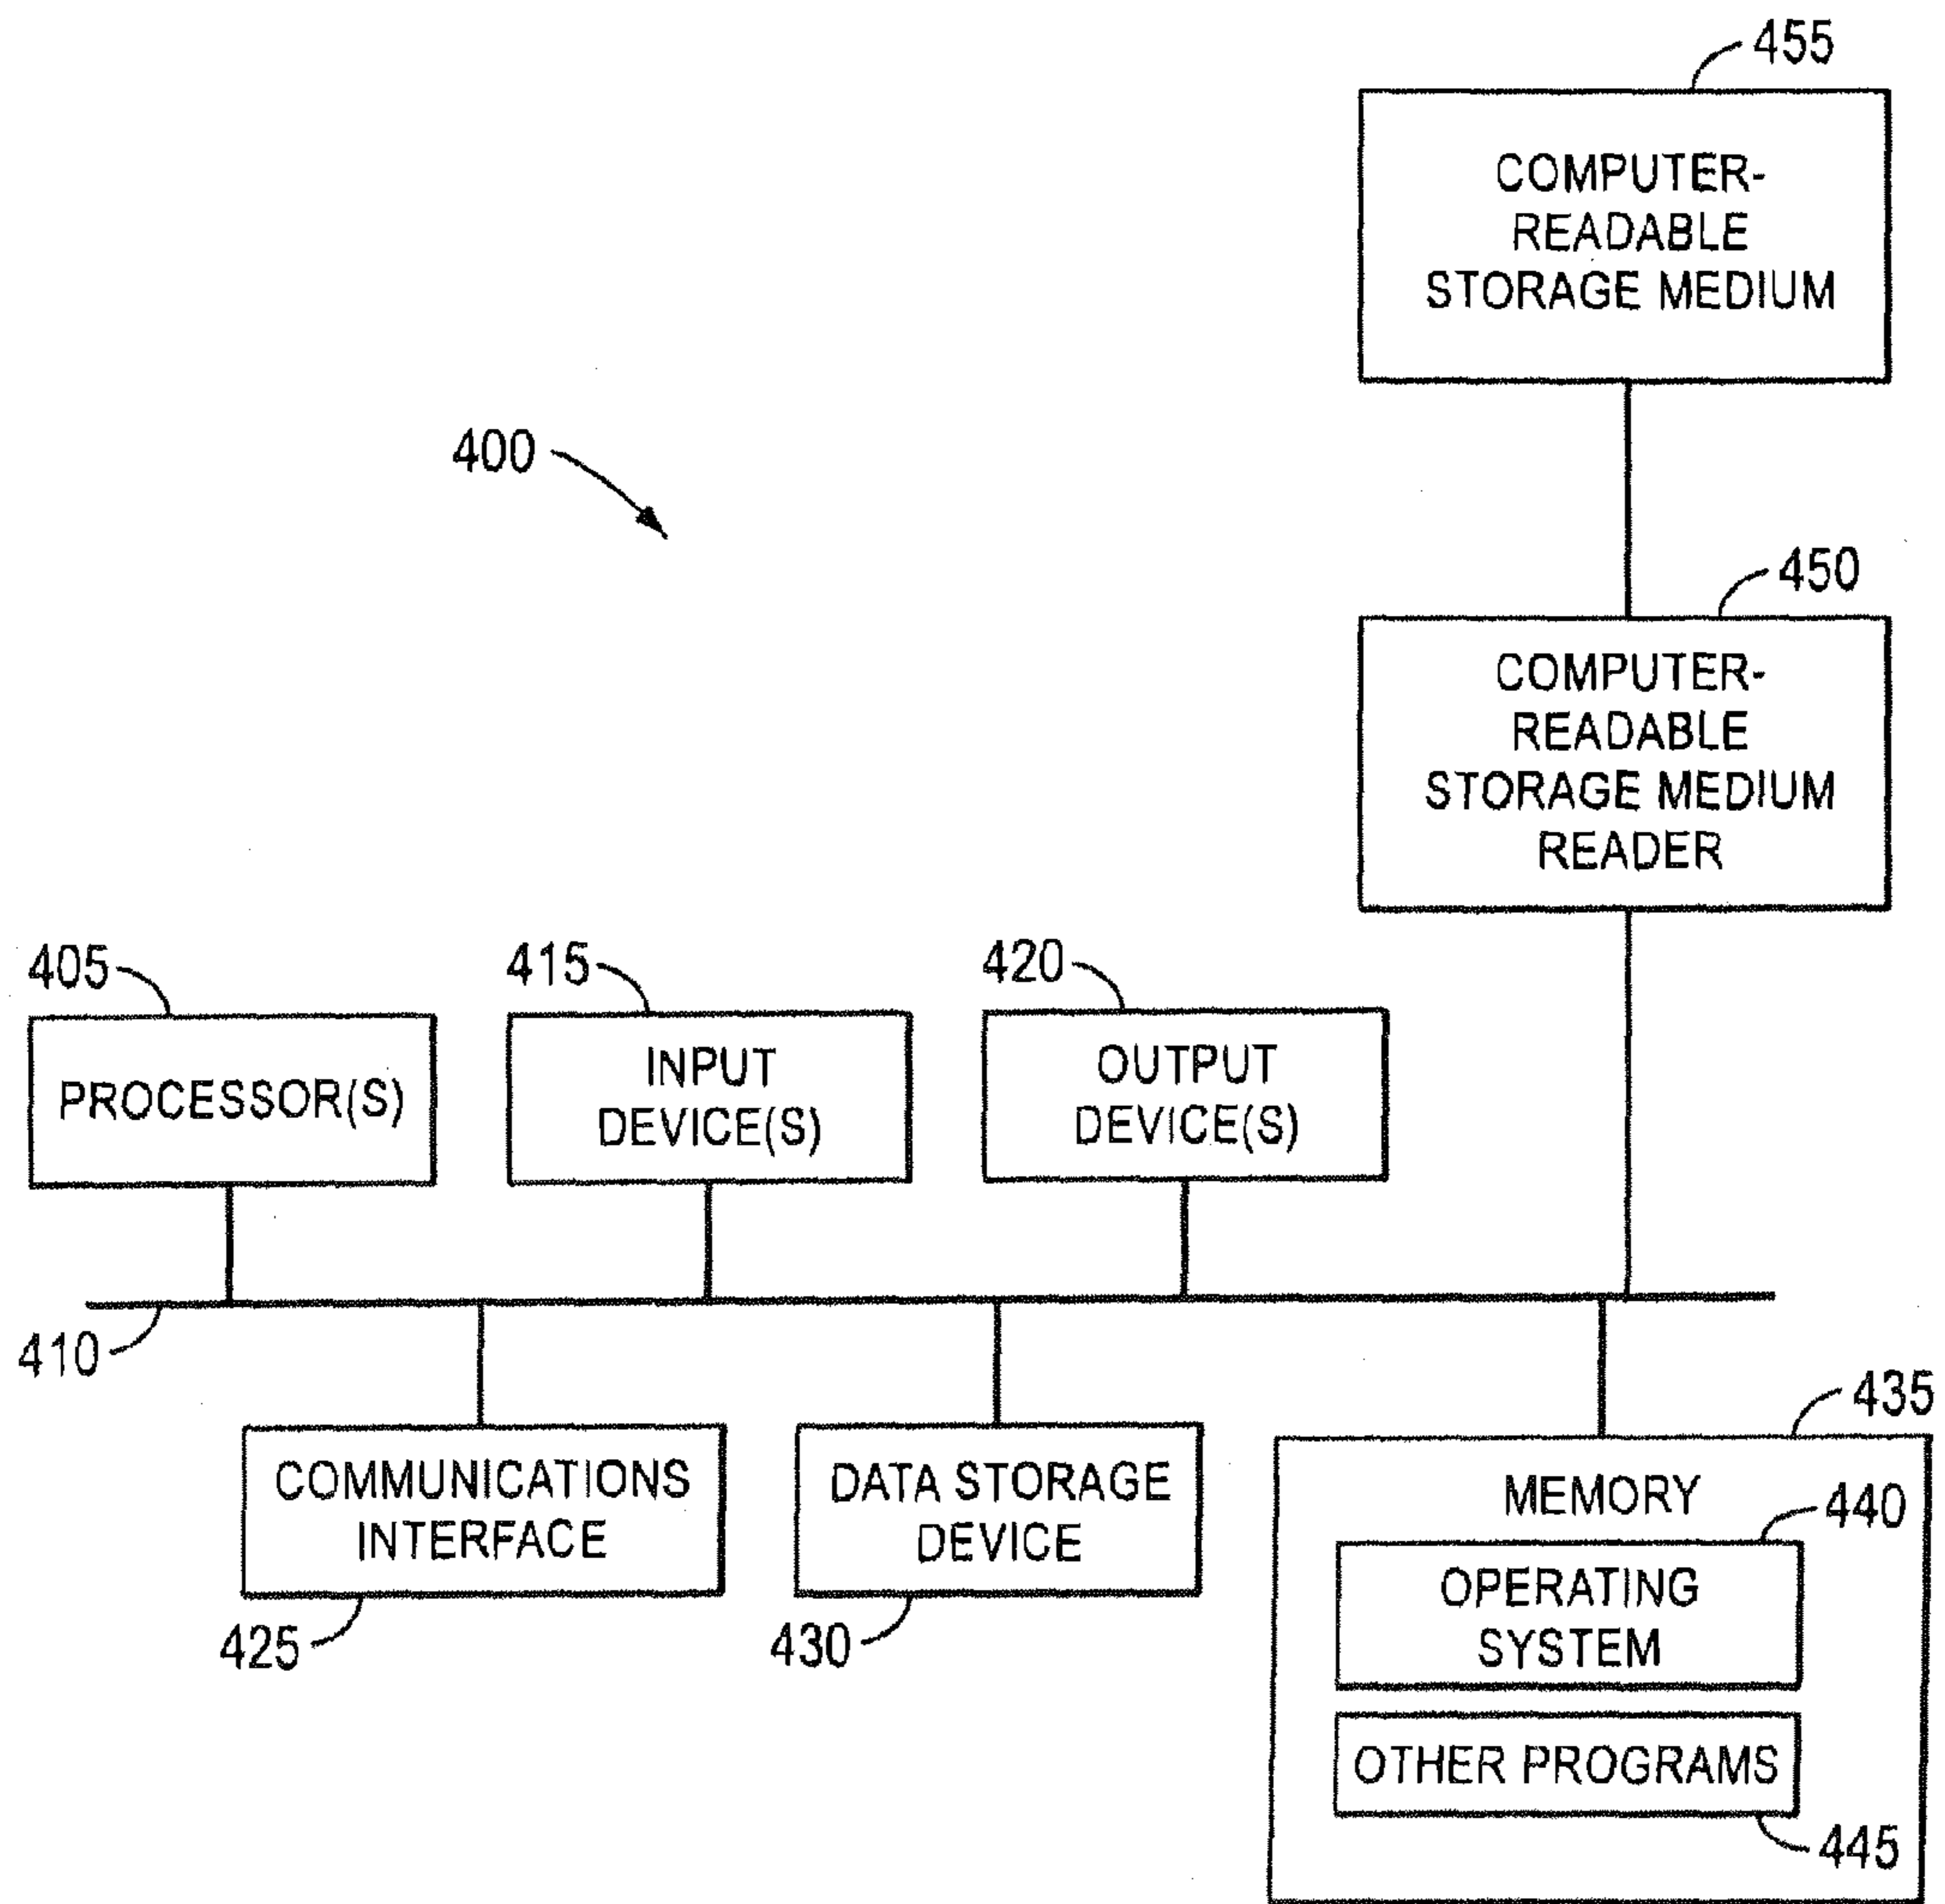 455
COMPUTER-
READABLE
STORAGE MEDIUM
400
450
COMPUTER-
READABLE
STORAGE MEDIUM
READER
405
415
420
PROCESSOR(S)
INPUT
DEVICE(S)
OUTPUT
DEVICE(S)
410
435
COMMUNICATIONS
INTERFACE
DATA STORAGE
DEVICE
MEMORY
440
OPERATING
SYSTEM
425
430
OTHER PROGRAMS
445